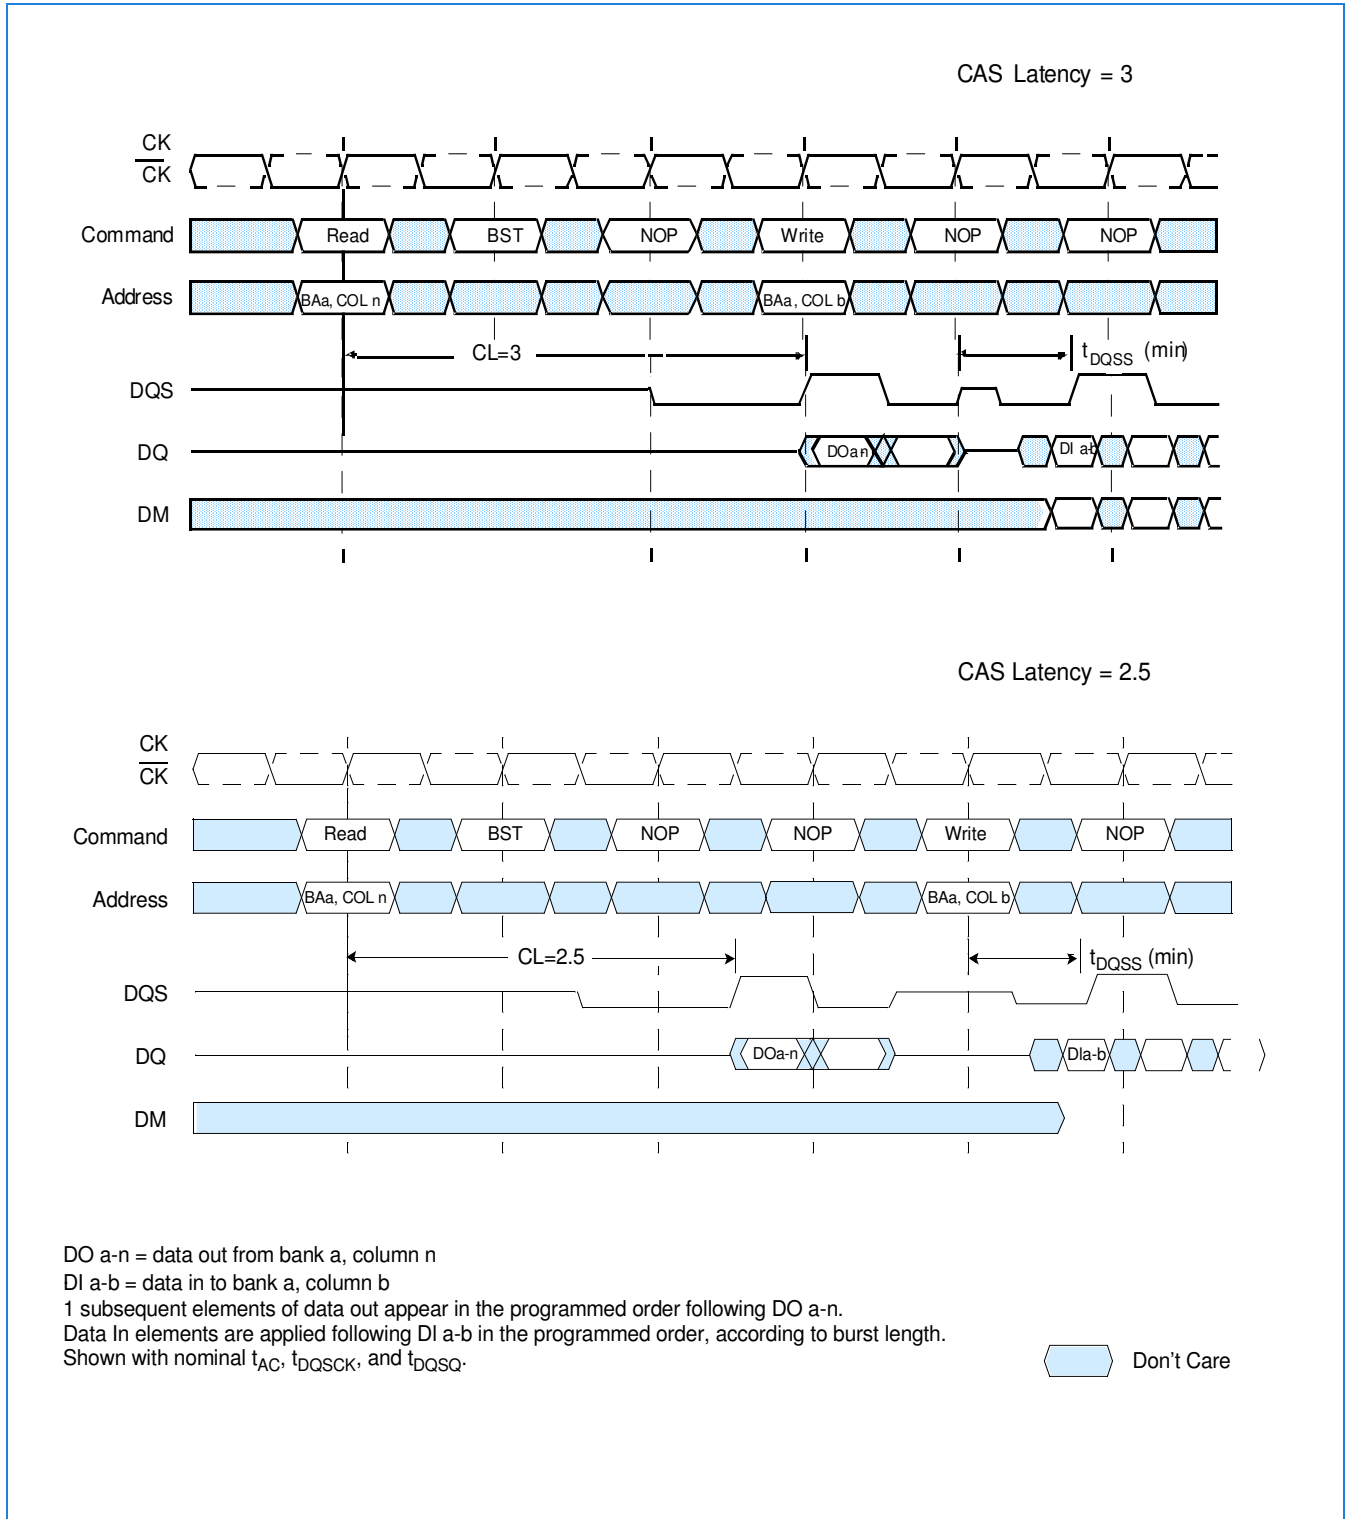 CAS Latency = 3
CK
CK
Command Read BST NOP Write NOP NOP
Address BAa, COL n BAa, COL b
CL=3 tDQSS (min)
DQS
DQ DOa-n DI a-b
DM
CAS Latency = 2.5
CK
CK
Command Read BST NOP NOP Write NOP
Address BAa, COL n BAa, COL b
CL=2.5 tDQSS (min)
DQS
DQ DOa-n DIa-b
DM
DO a-n = data out from bank a, column n
DI a-b = data in to bank a, column b
1 subsequent elements of data out appear in the programmed order following DO a-n.
Data In elements are applied following DI a-b in the programmed order, according to burst length.
Shown with nominal tAC, tDQSCK, and tDQSQ.
Don't Care